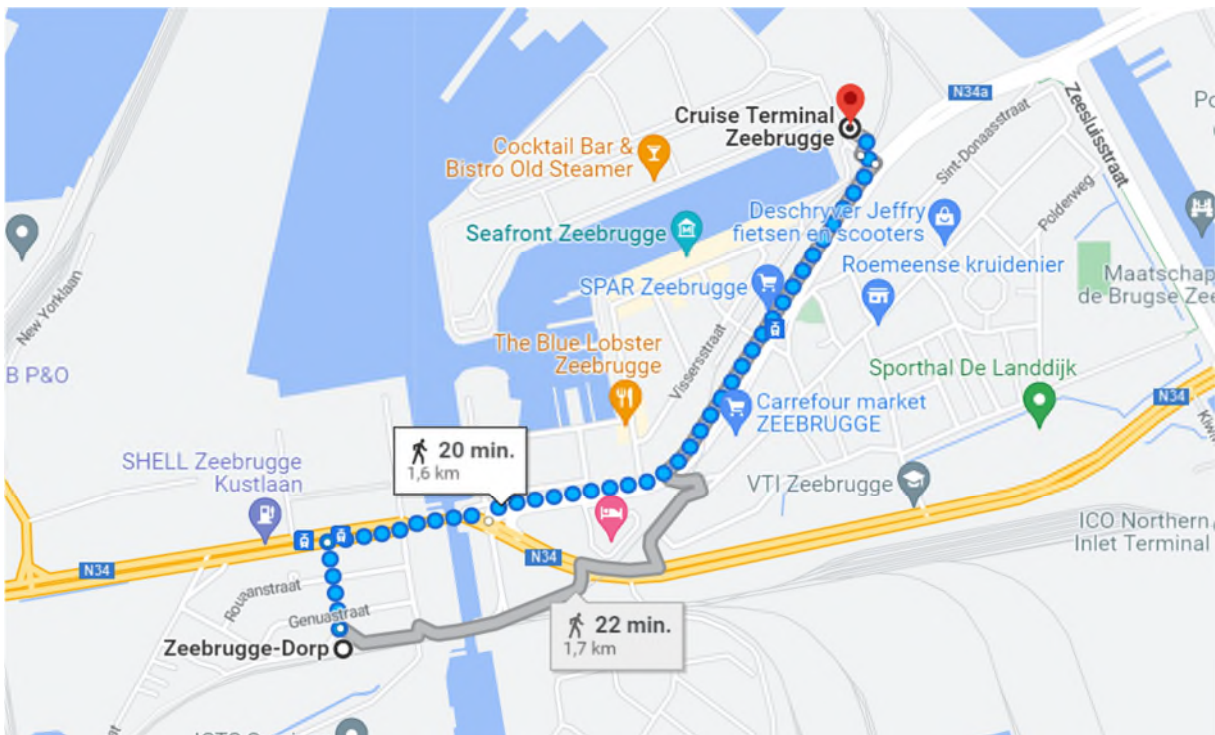 N34a
Zeesluisstraat
Cruise Terminal
Zeebrugge
Sint-Donaasstraat
Cocktail Bar &
Bistro Old Steamer
Polderweg
Deschryver Jeffry
fietsen en scooters
Seafront Zeebrugge
Roemeense kruidenier
Maatschap
de Brugse Zee
New Yorklaan
SPAR Zeebrugge
The Blue Lobster
Zeebrugge
Vissersstraat
B P&O
Sporthal De Landdijk
N34
Carrefour market
ZEEBRUGGE
20 min.
1,6 km
SHELL Zeebrugge
Kustlaan
VTI Zeebrugge
ICO Northern
Inlet Terminal
N34
N34
Rouaanstraat
Genuastraat
Zeebrugge-Dorp
22 min.
1,7 km